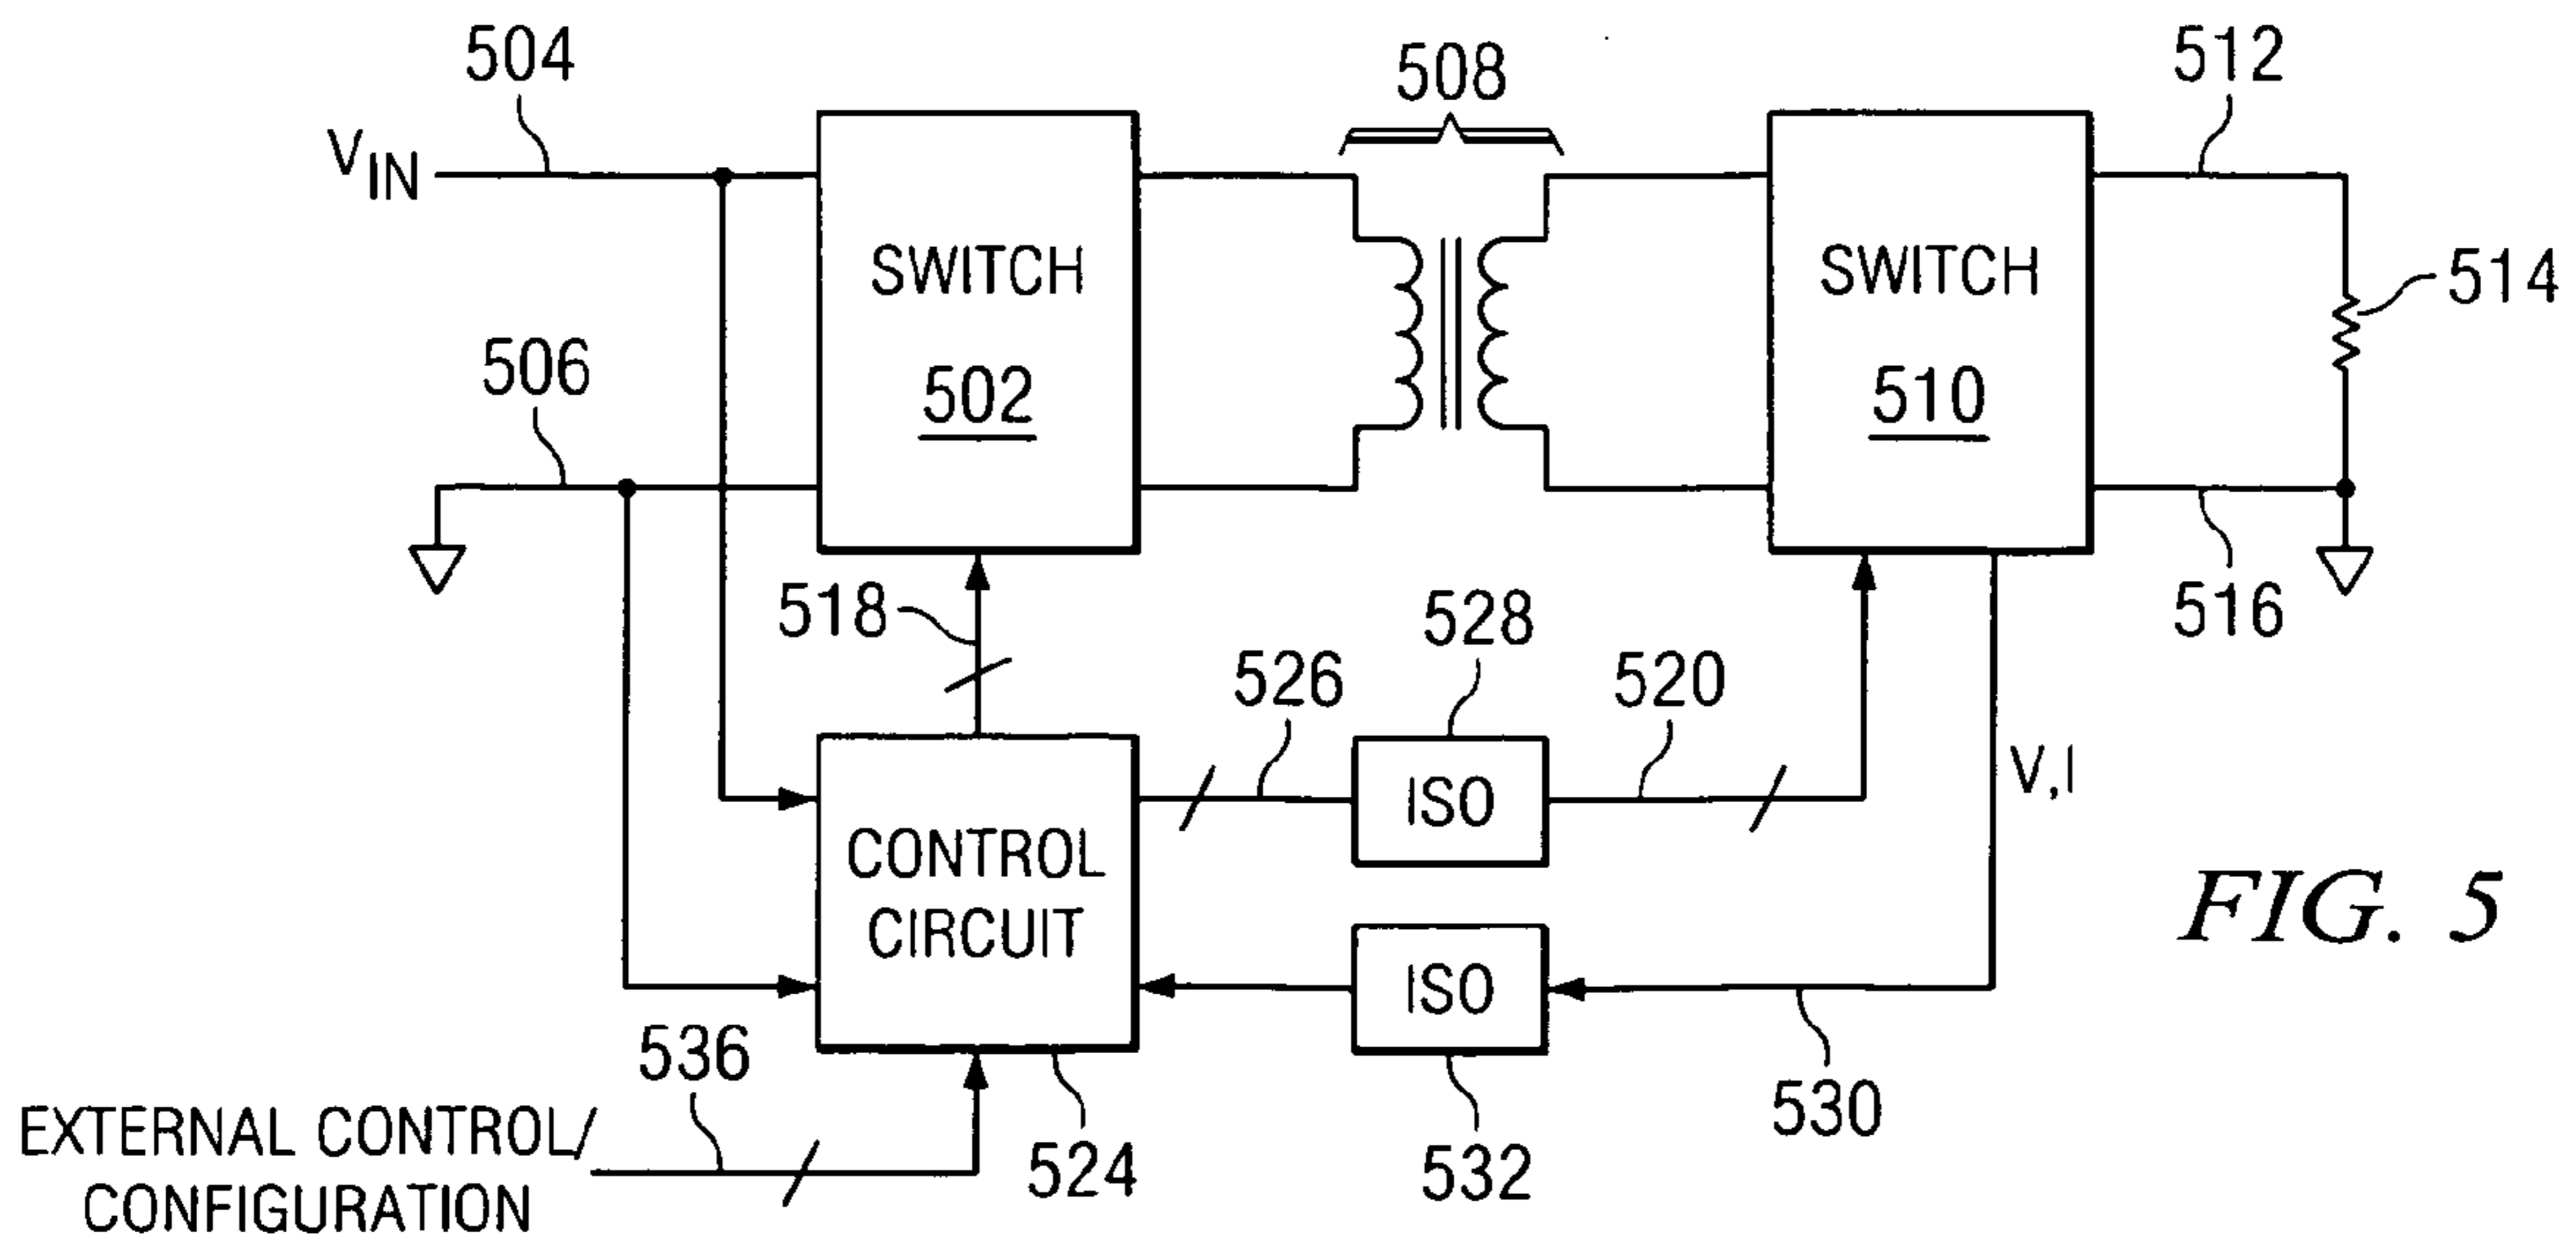 504
508
512
VIN
SWITCH
502
SWITCH
510
514
506
518
528
516
526
520
V,I
ISO
CONTROL
CIRCUIT
FIG. 5
ISO
536
530
EXTERNAL CONTROL/
CONFIGURATION
524
532